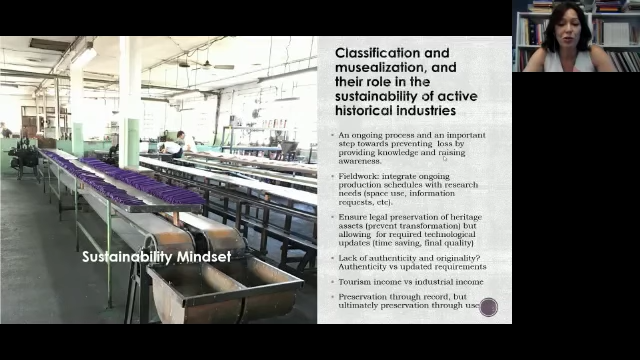 Classification and
musealization, and
their role in the
sustainability of active
historical industries
An ongoing process and an important
step towards preventing loss by
providing knowledge and raising
awareness.
Fieldwork: integrate ongoing
production schedules with research
needs (space use, information
requests, etc).
Ensure legal preservation of heritage
assets (prevent transformation) but
allowing for required technological
updates (time saving, final quality)
Lack of authenticity and originality?
Authenticity vs updated requirements
Tourism income vs industrial income
Preservation through record, but
ultimately preservation through use
Sustainability Mindset